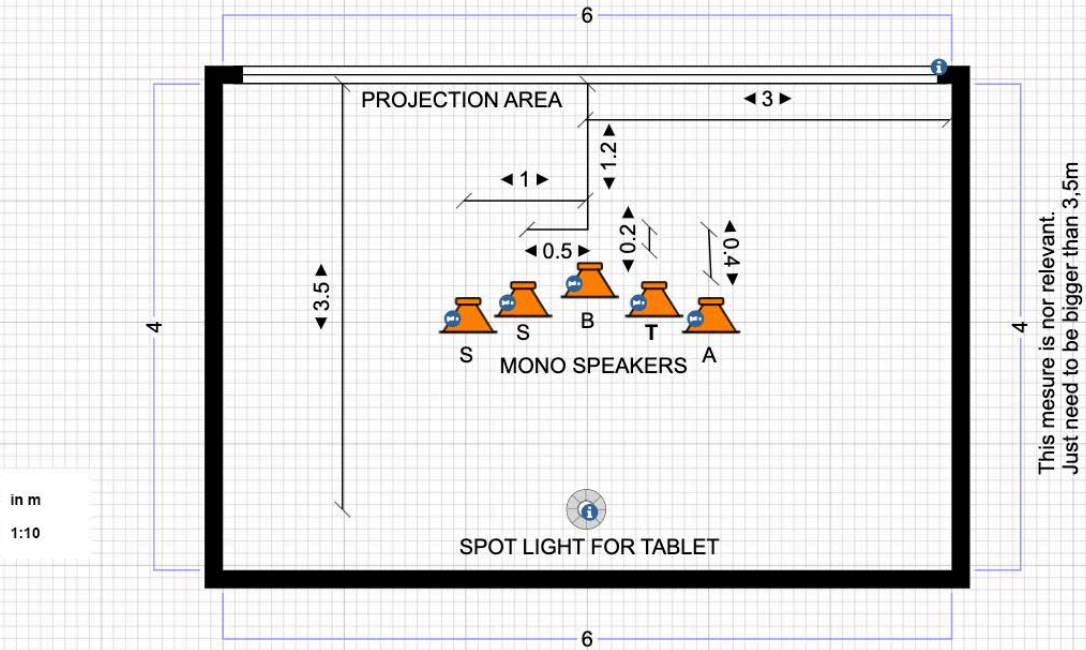 6
PROJECTION AREA
◄ 3 ►
◄ 1.2 ►
◄ 1 ►
◄ 0.5 ►
◄ 0.2 ►
◄ 0.4 ►
◄ 3.5 ►
4
4
B
S
T
S
A
MONO SPEAKERS
This mesure is nor relevant.
Just need to be bigger than 3,5m
in m
1:10
SPOT LIGHT FOR TABLET
6